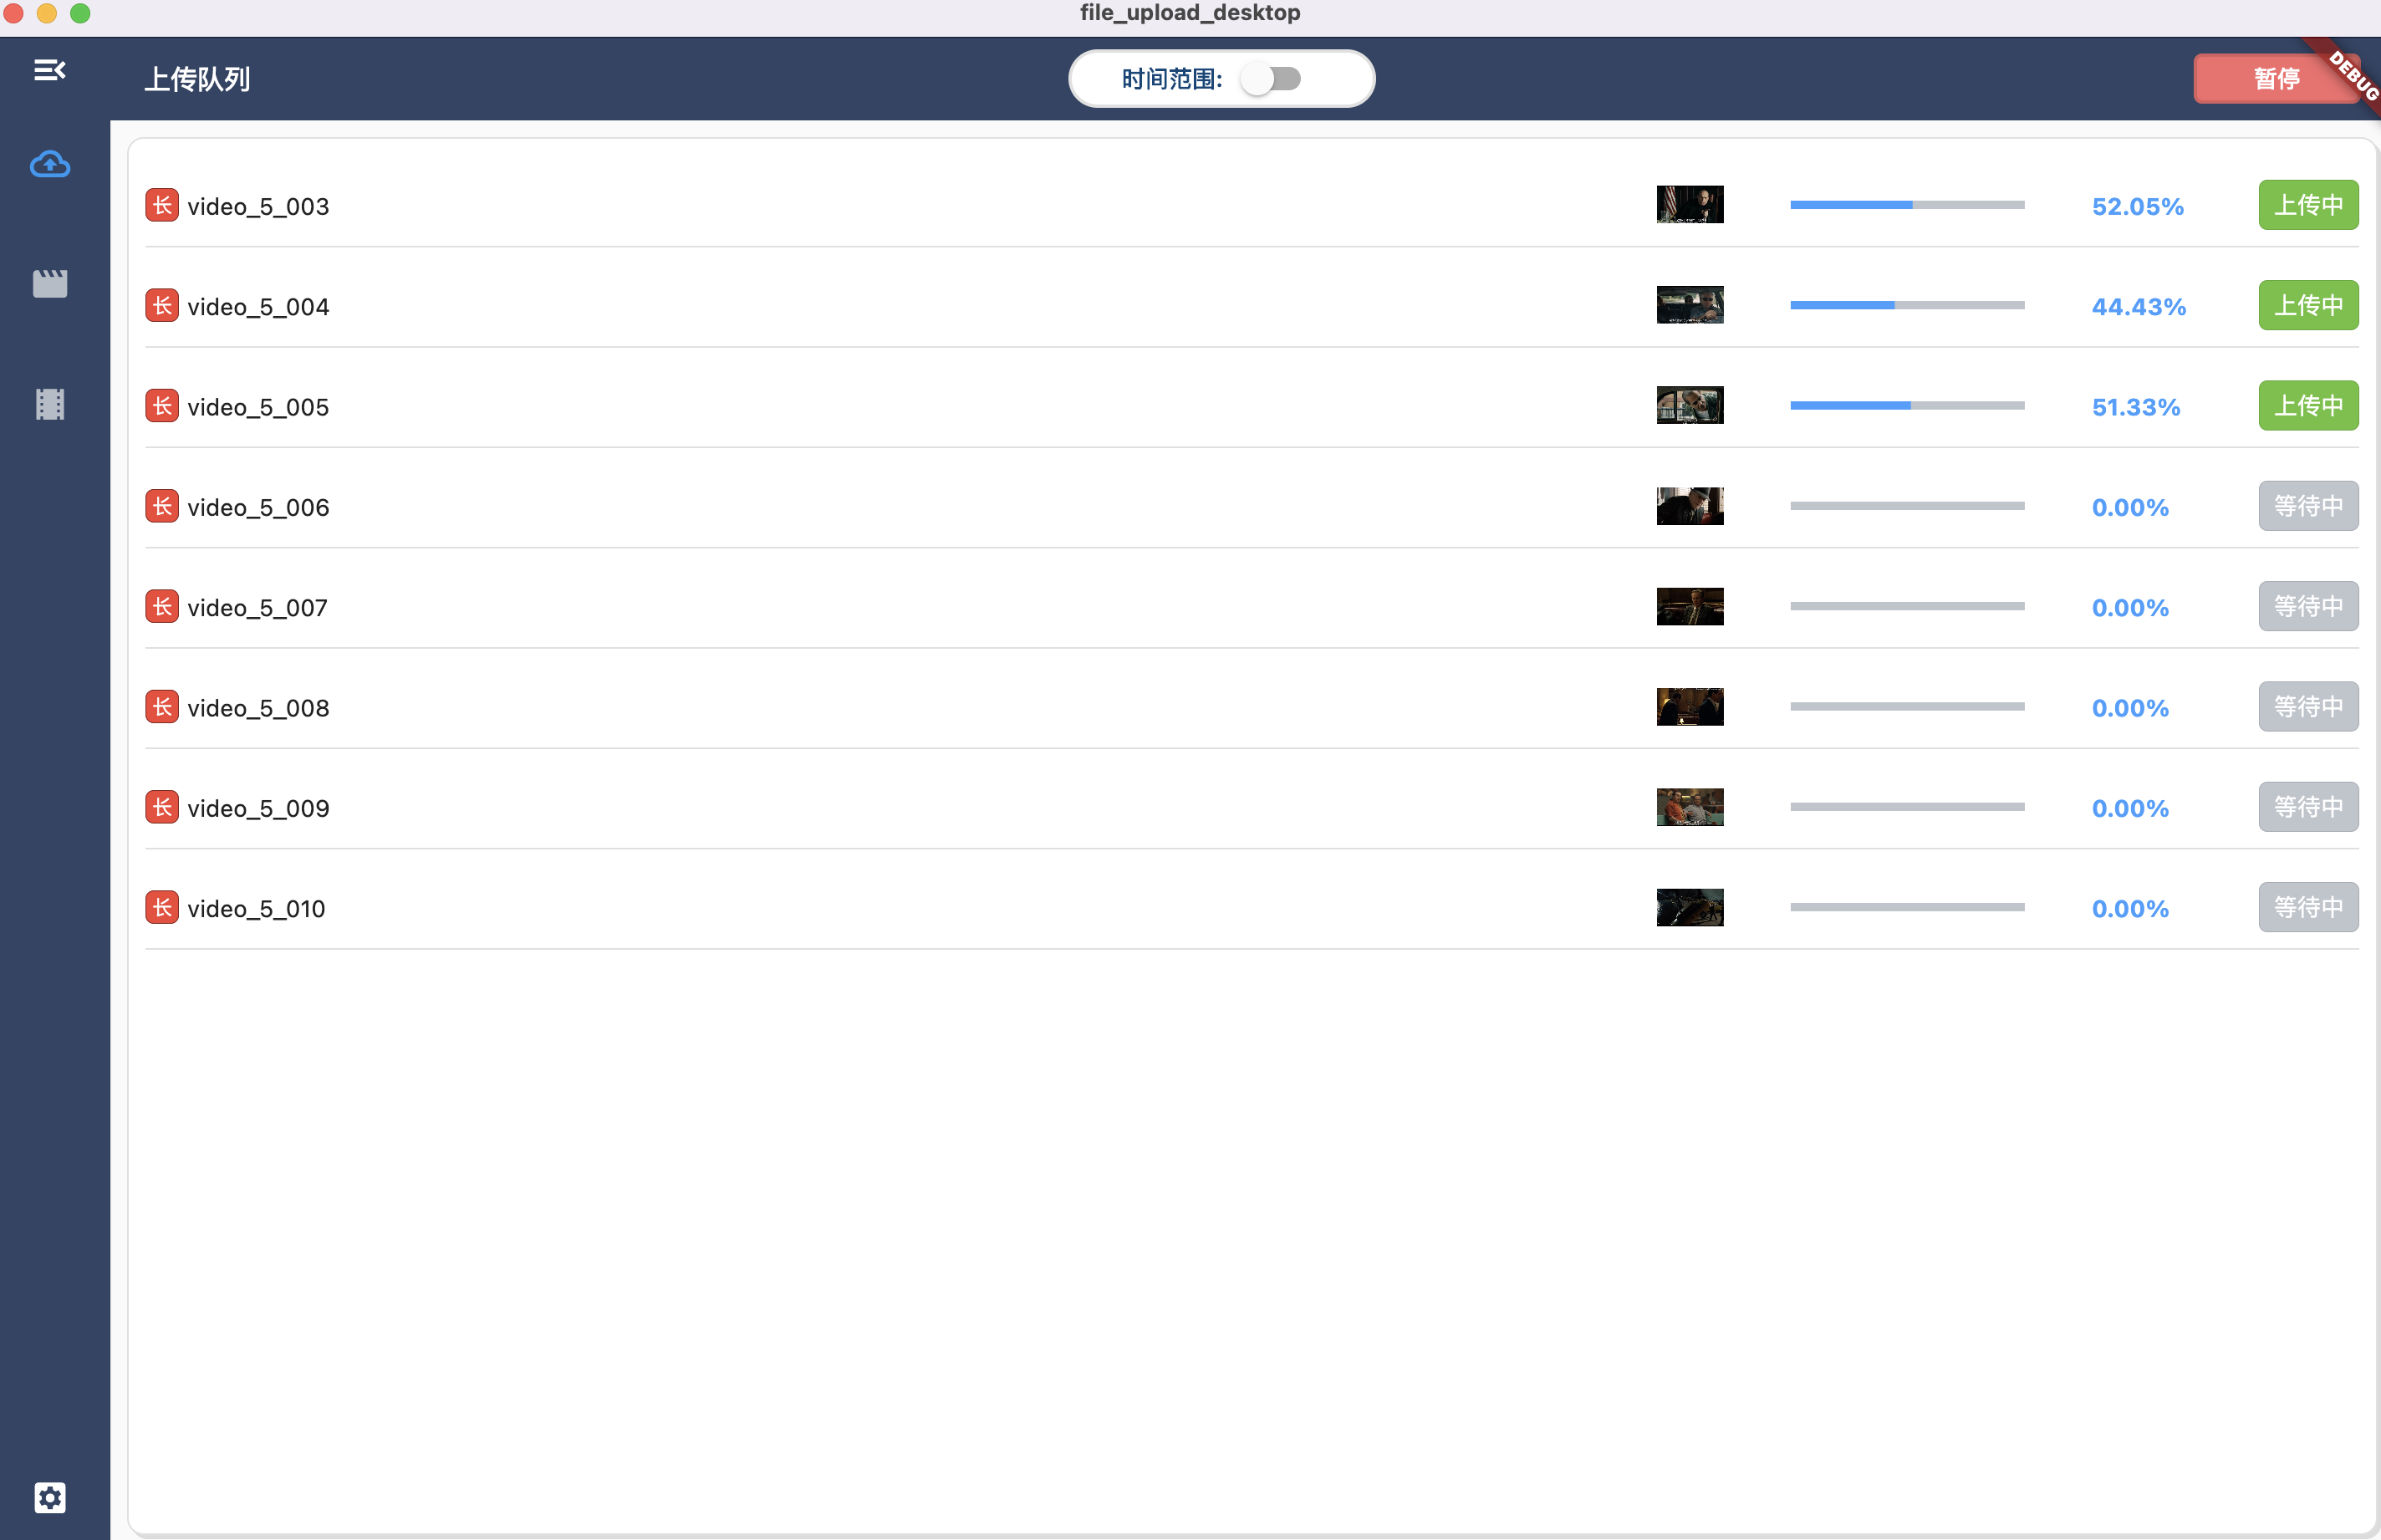 file_upload_desktop
上传队列
时间范围:
暂停
DEBUG
长 video_5_003 52.05% 上传中
长 video_5_004 44.43% 上传中
长 video_5_005 51.33% 上传中
长 video_5_006 0.00% 等待中
长 video_5_007 0.00% 等待中
长 video_5_008 0.00% 等待中
长 video_5_009 0.00% 等待中
长 video_5_010 0.00% 等待中